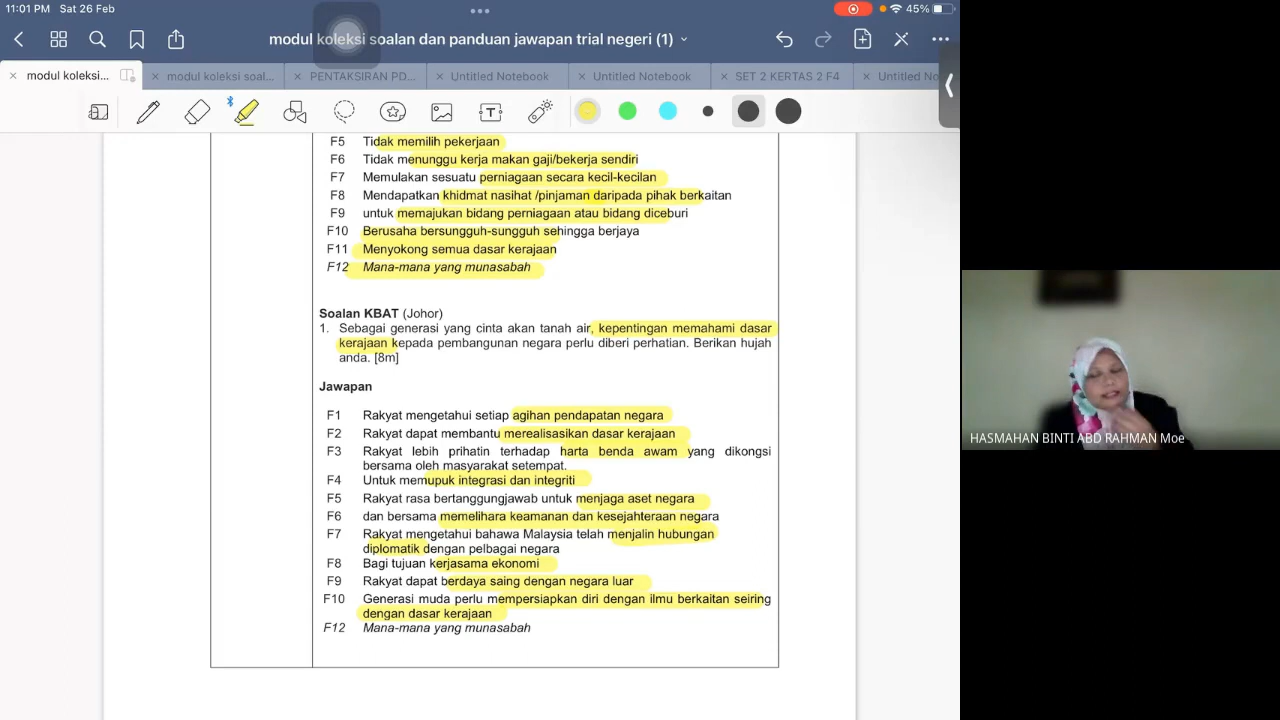 11:01 PM Sat 26 Feb
45%
modul koleksi soalan dan panduan jawapan trial negeri (1)
modul koleksi...
modul koleksi soal...
PENTAKSIRAN PD...
Untitled Notebook
Untitled Notebook
SET 2 KERTAS 2 F4
Untitled No
F5 Tidak memilih pekerjaan
F6 Tidak menunggu kerja makan gaji/bekerja sendiri
F7 Memulakan sesuatu perniagaan secara kecil-kecilan
F8 Mendapatkan khidmat nasihat /pinjaman daripada pihak berkaitan
F9 untuk memajukan bidang perniagaan atau bidang diceburi
F10 Berusaha bersungguh-sungguh sehingga berjaya
F11 Menyokong semua dasar kerajaan
F12 Mana-mana yang munasabah
Soalan KBAT (Johor)
1. Sebagai generasi yang cinta akan tanah air, kepentingan memahami dasar
kerajaan kepada pembangunan negara perlu diberi perhatian. Berikan hujah
anda. [8m]
Jawapan
F1 Rakyat mengetahui setiap agihan pendapatan negara
F2 Rakyat dapat membantu merealisasikan dasar kerajaan
F3 Rakyat lebih prihatin terhadap harta benda awam yang dikongsi
bersama oleh masyarakat setempat.
F4 Untuk memupuk integrasi dan integriti
F5 Rakyat rasa bertanggungjawab untuk menjaga aset negara
F6 dan bersama memelihara keamanan dan kesejahteraan negara
F7 Rakyat mengetahui bahawa Malaysia telah menjalin hubungan
diplomatik dengan pelbagai negara
F8 Bagi tujuan kerjasama ekonomi
F9 Rakyat dapat berdaya saing dengan negara luar
F10 Generasi muda perlu mempersiapkan diri dengan ilmu berkaitan seiring
dengan dasar kerajaan
F12 Mana-mana yang munasabah
HASMAHAN BINTI ABD RAHMAN Moe